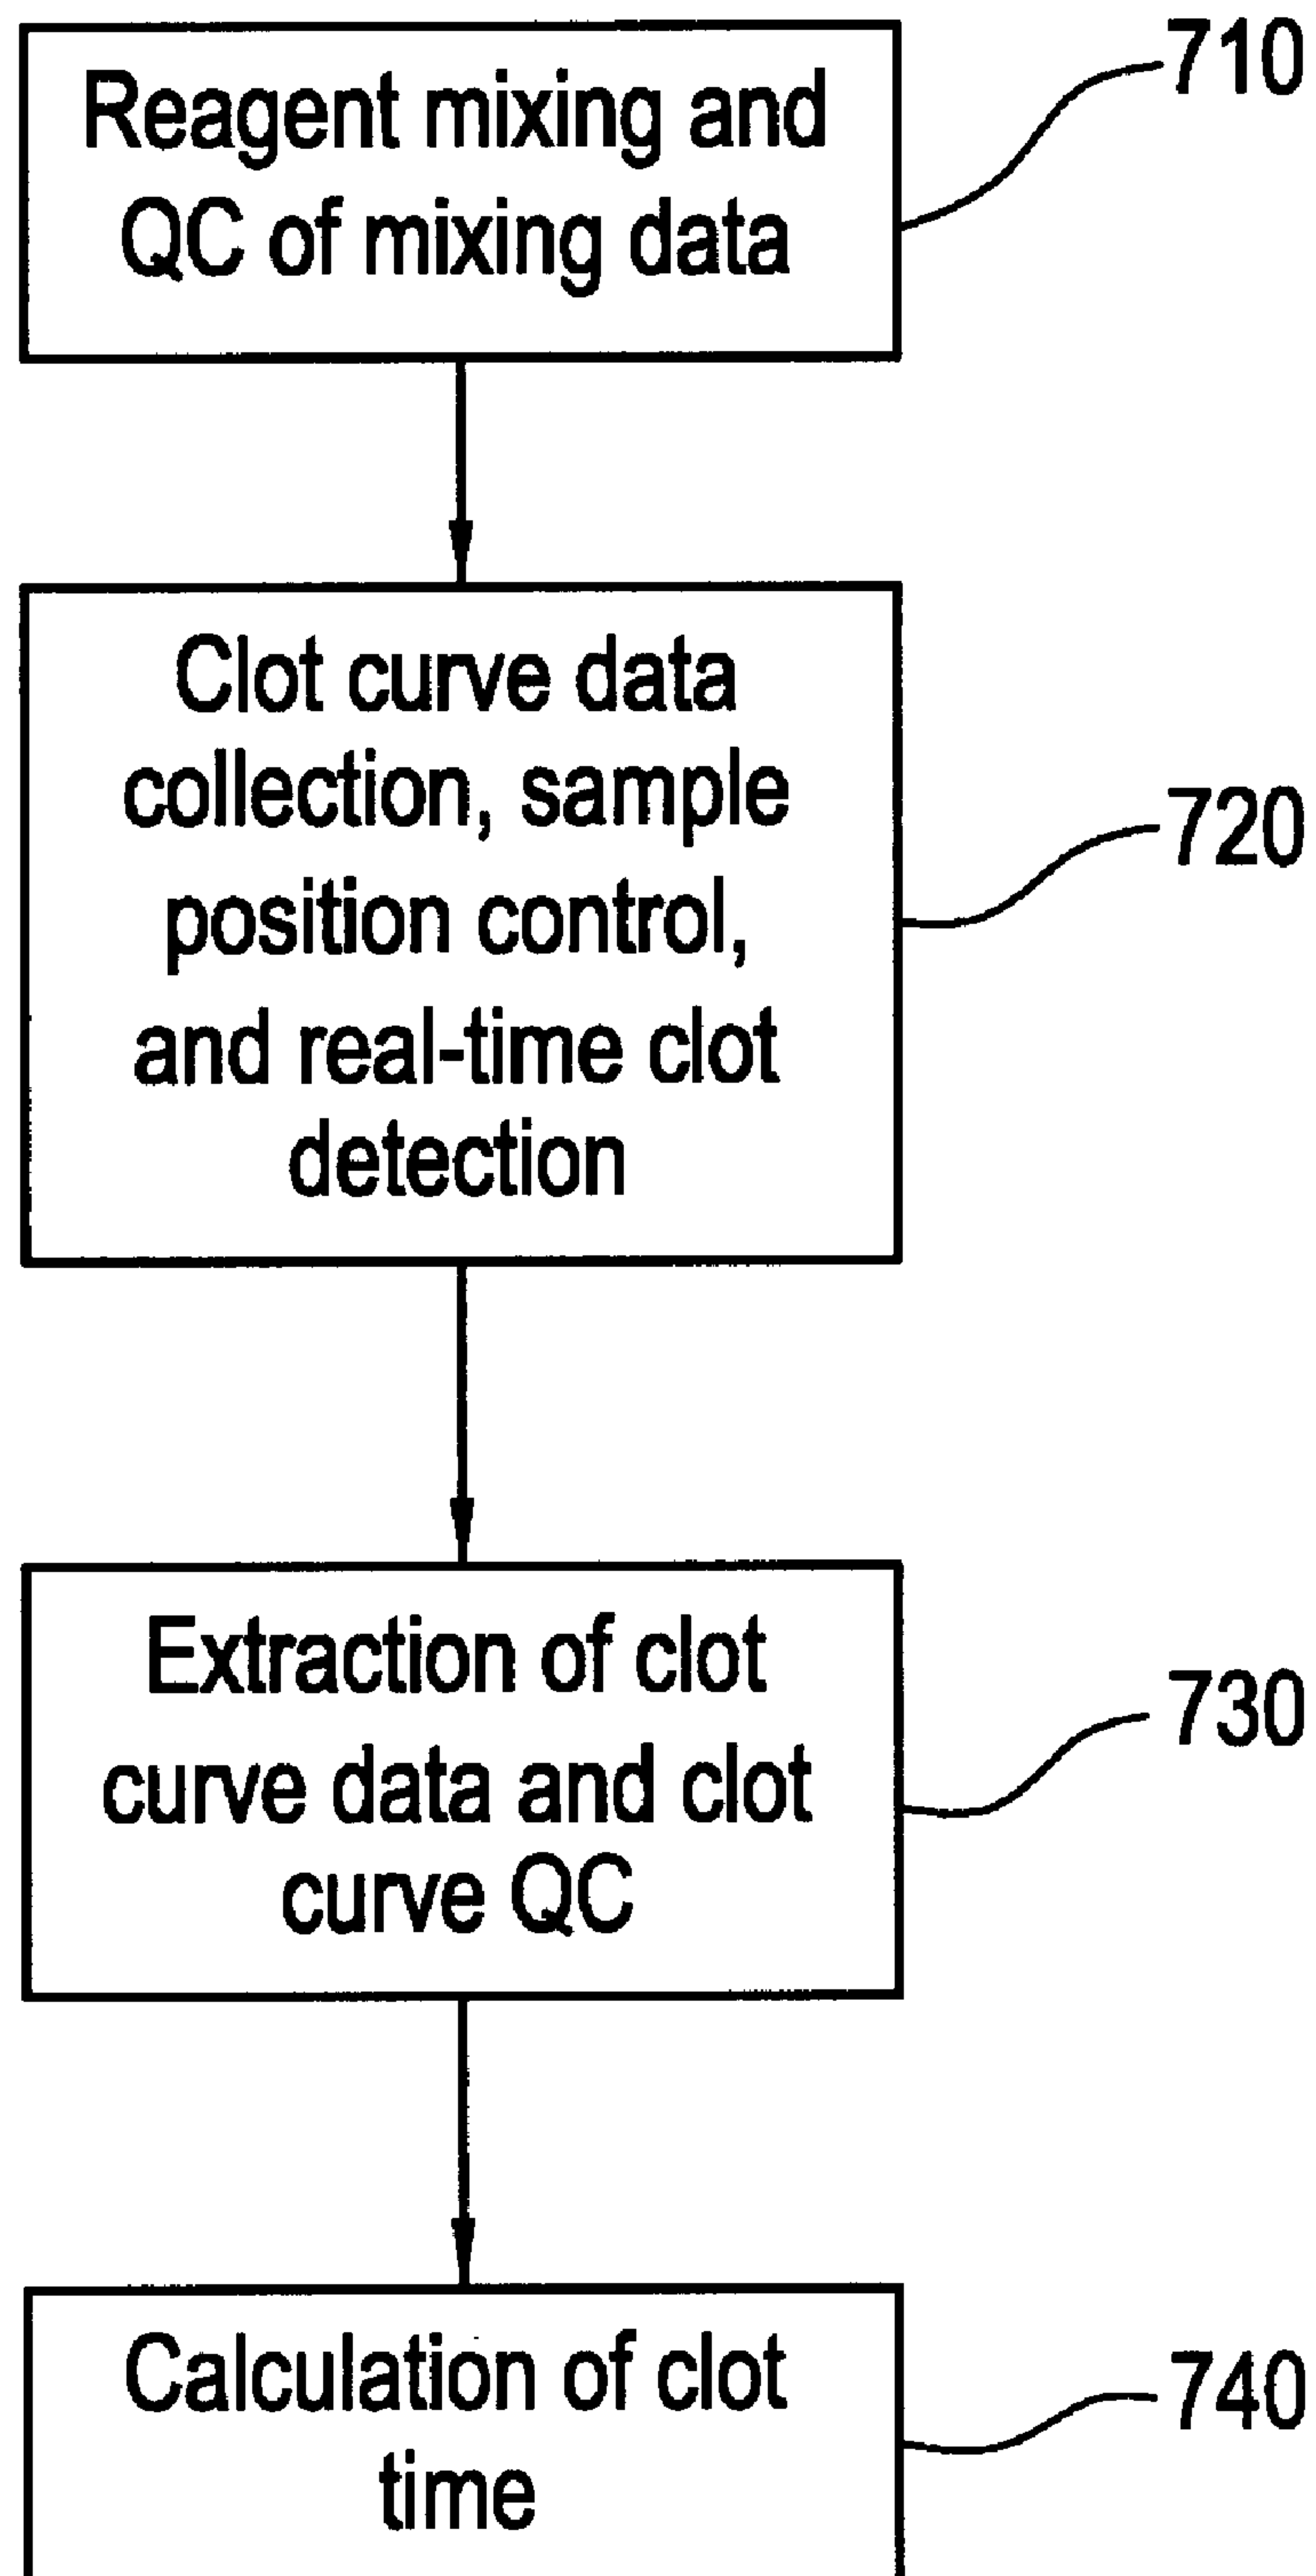 Reagent mixing and
QC of mixing data
710
Clot curve data
collection, sample
position control,
and real-time clot
detection
720
Extraction of clot
curve data and clot
curve QC
730
Calculation of clot
time
740